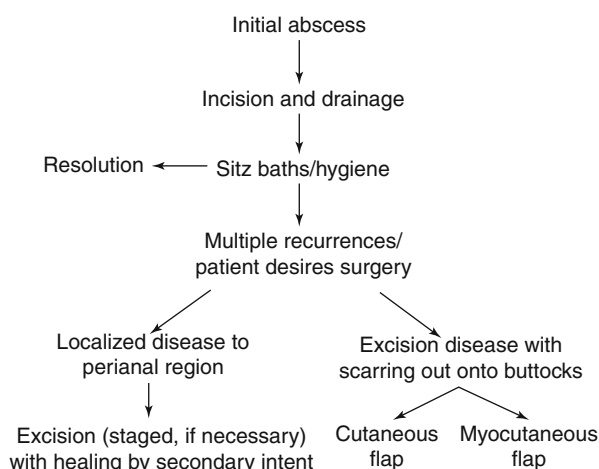 Initial abscess
Incision and drainage
Resolution
Sitz baths/hygiene
Multiple recurrences/
patient desires surgery
Localized disease to
perianal region
Excision disease with
scarring out onto buttocks
Excision (staged, if necessary)
with healing by secondary intent
Cutaneous
flap
Myocutaneous
flap